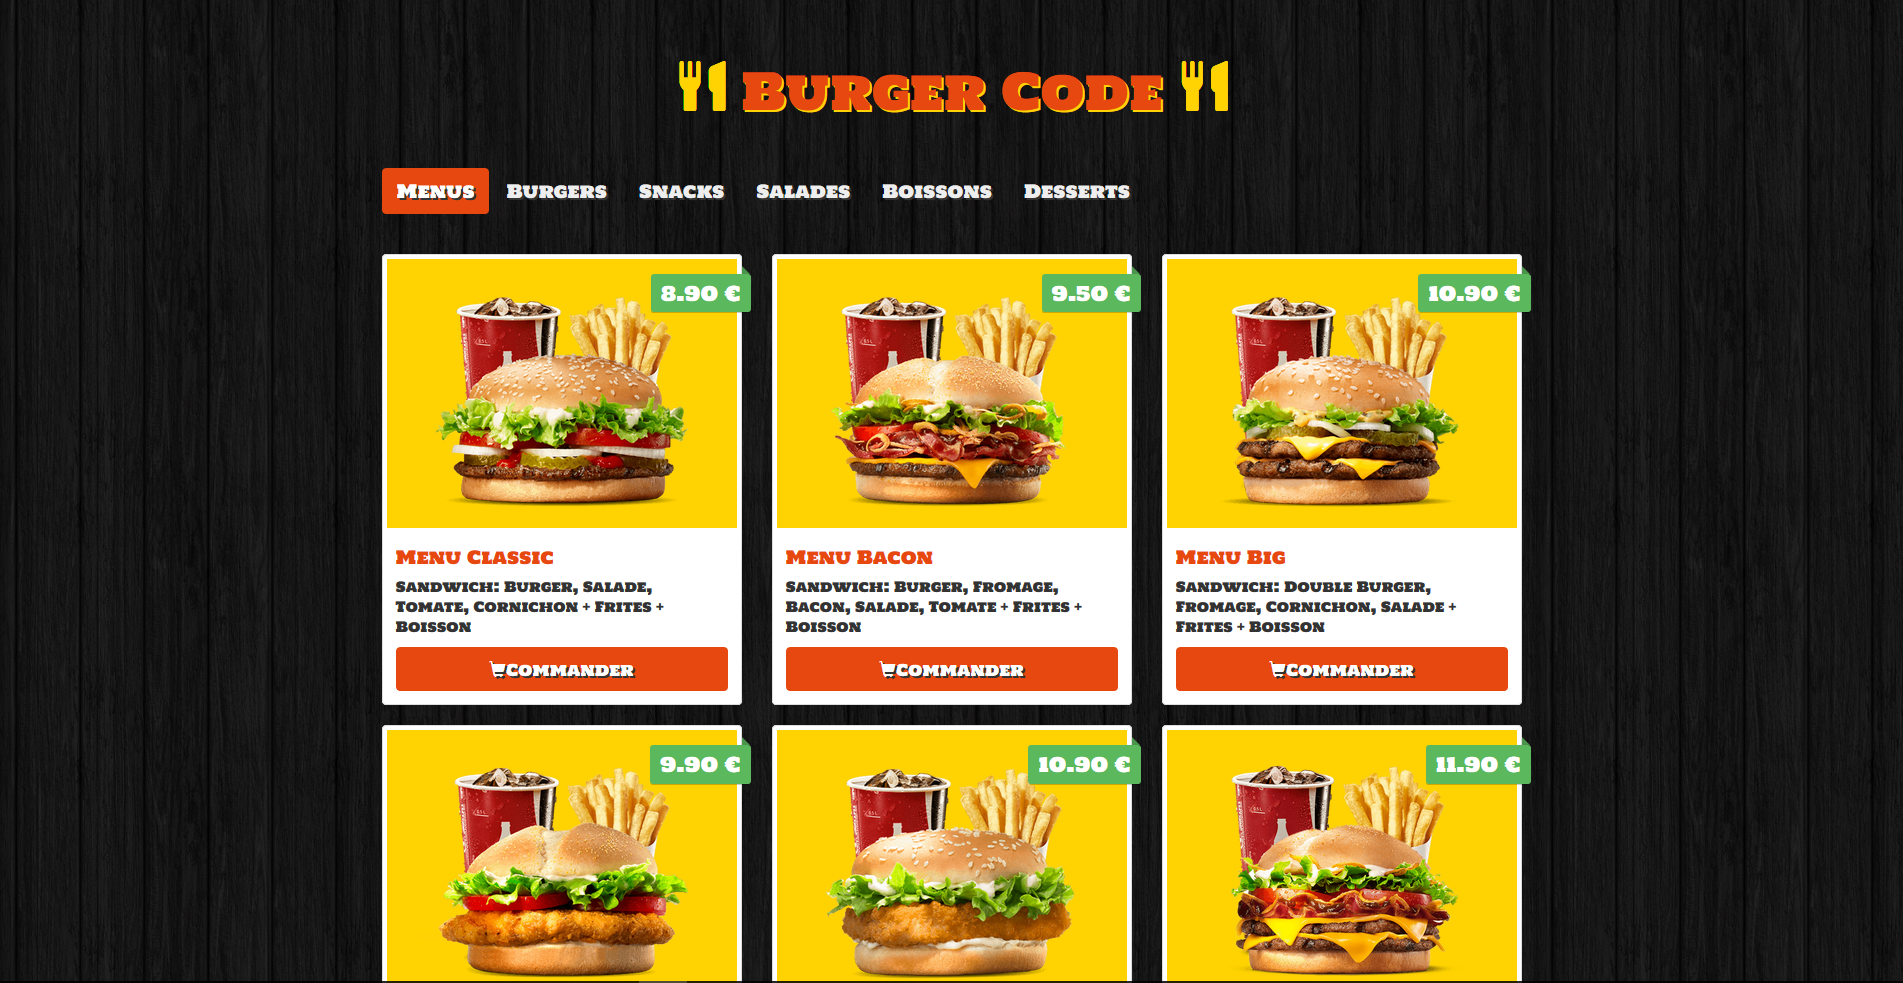 Burger Code
Menus Burgers Snacks Salades Boissons Desserts
8.90 €
9.50 €
10.90 €
Menu Classic
Sandwich: Burger, Salade,
Tomate, Cornichon + Frites +
Boisson
Commander
Menu Bacon
Sandwich: Burger, Fromage,
Bacon, Salade, Tomate + Frites +
Boisson
Commander
Menu Big
Sandwich: Double Burger,
Fromage, Cornichon, Salade +
Frites + Boisson
Commander
9.90 €
10.90 €
11.90 €